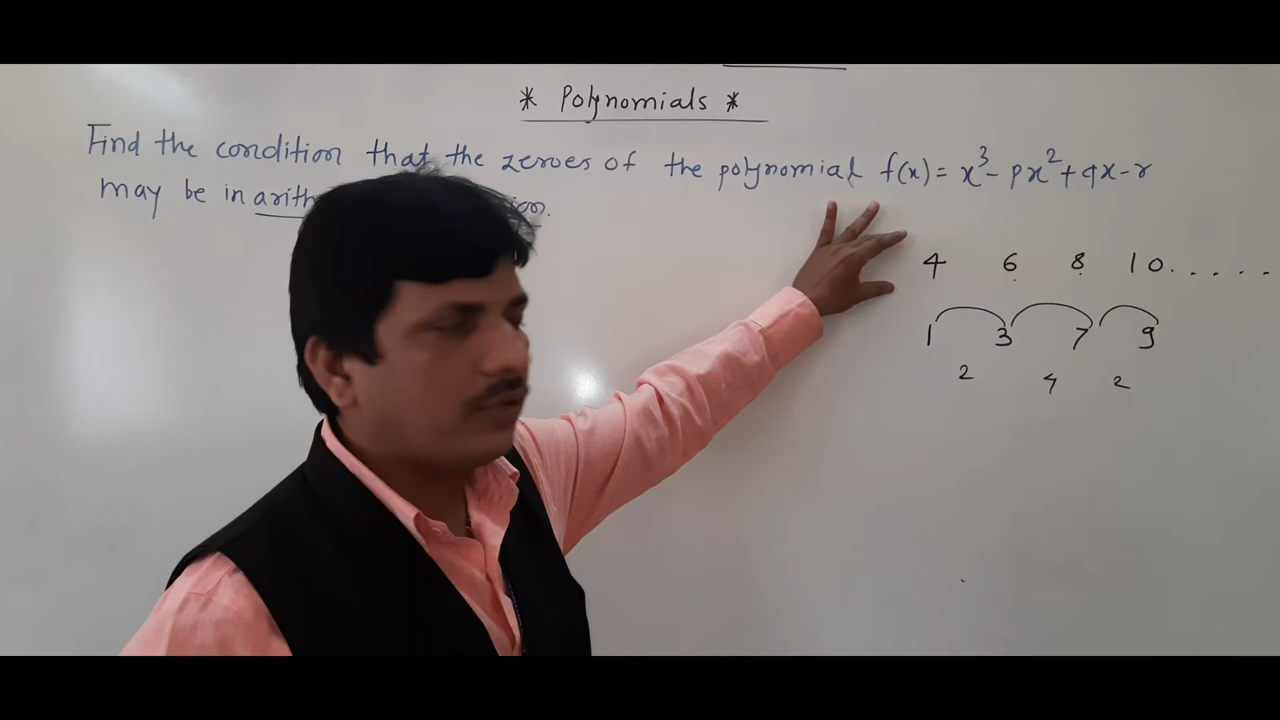 * Polynomials *
Find the condition that the zeroes of the polynomial f(x) = x³ - px² + qx - r
may be in
4 6 8 10......
1 3 7 9
2 4 2